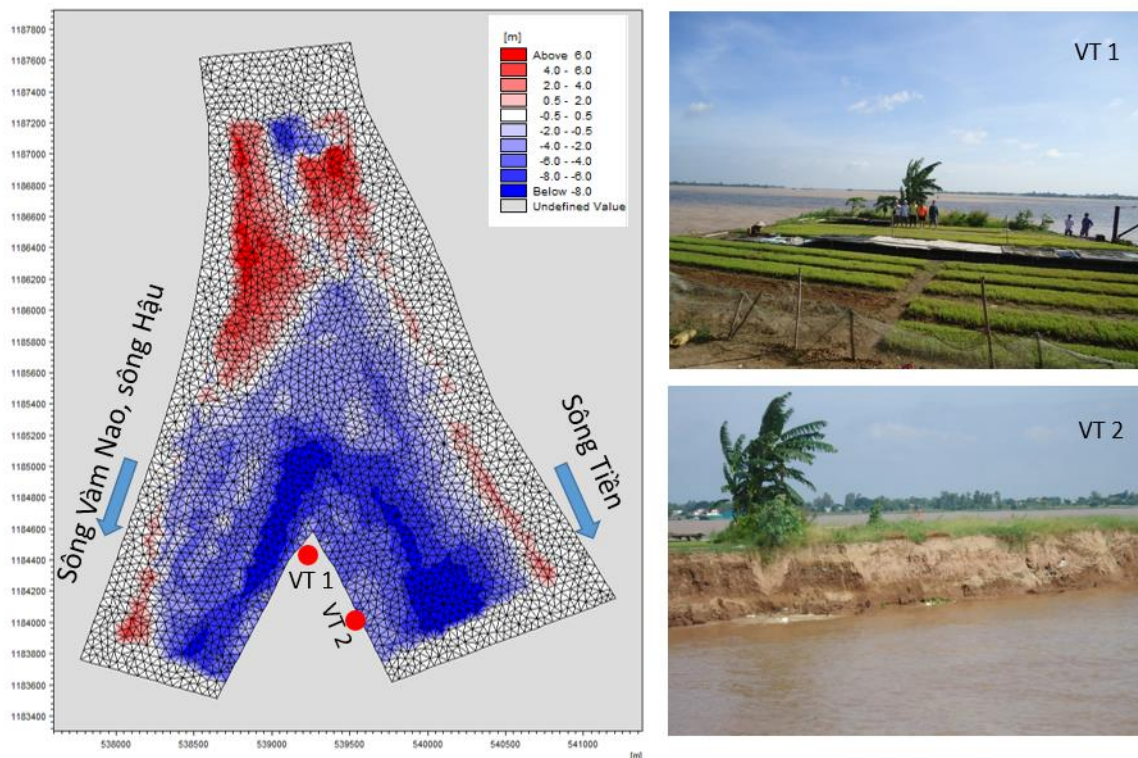 [m]
Above 6.0
4.0 - 6.0
2.0 - 4.0
0.5 - 2.0
-0.5 - 0.5
-2.0 - -0.5
-4.0 - -2.0
-6.0 - -4.0
-8.0 - -6.0
Below -8.0
Undefined Value
1187800
1187600
1187400
1187200
1187000
1186800
1186600
1186400
1186200
1186000
1185800
1185600
1185400
1185200
1185000
1184800
1184600
1184400
1184200
1184000
1183800
1183600
1183400
538000
538500
539000
539500
540000
540500
541000
[m]
Sông Vàm Nao, sông Hậu
Sông Tiền
VT 1
VT 2
VT 1
VT 2